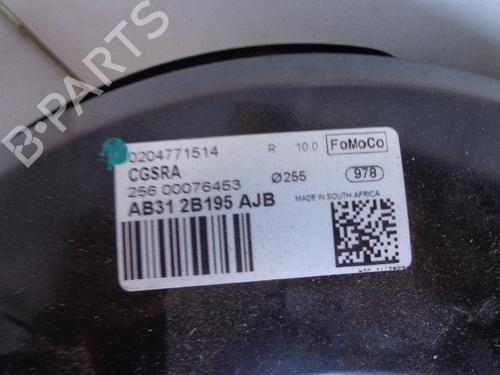 B-PARTS
0204771514 R 10.0 FoMoCo
CGSRA
256 00076453 Ø255 978
AB31 2B195 AJB MADE IN SOUTH AFRICA